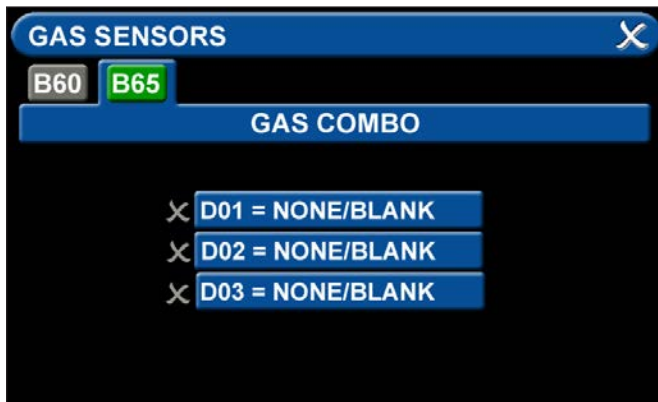 GAS SENSORS
B60 B65
GAS COMBO
D01 = NONE/BLANK
D02 = NONE/BLANK
D03 = NONE/BLANK